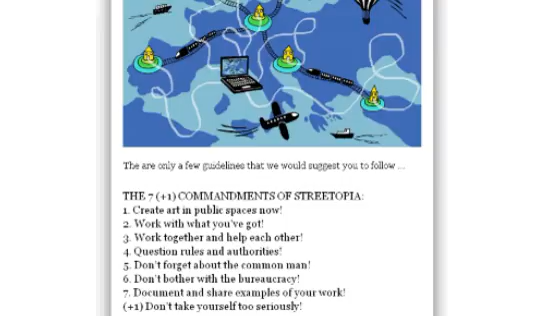 The are only a few guidelines that we would suggest you to follow ...
THE 7 (+1) COMMANDMENTS OF STREETOPIA:
1. Create art in public spaces now!
2. Work with what you've got!
3. Work together and help each other!
4. Question rules and authorities!
5. Don't forget about the common man!
6. Don't bother with the bureaucracy!
7. Document and share examples of your work!
(+1) Don't take yourself too seriously!